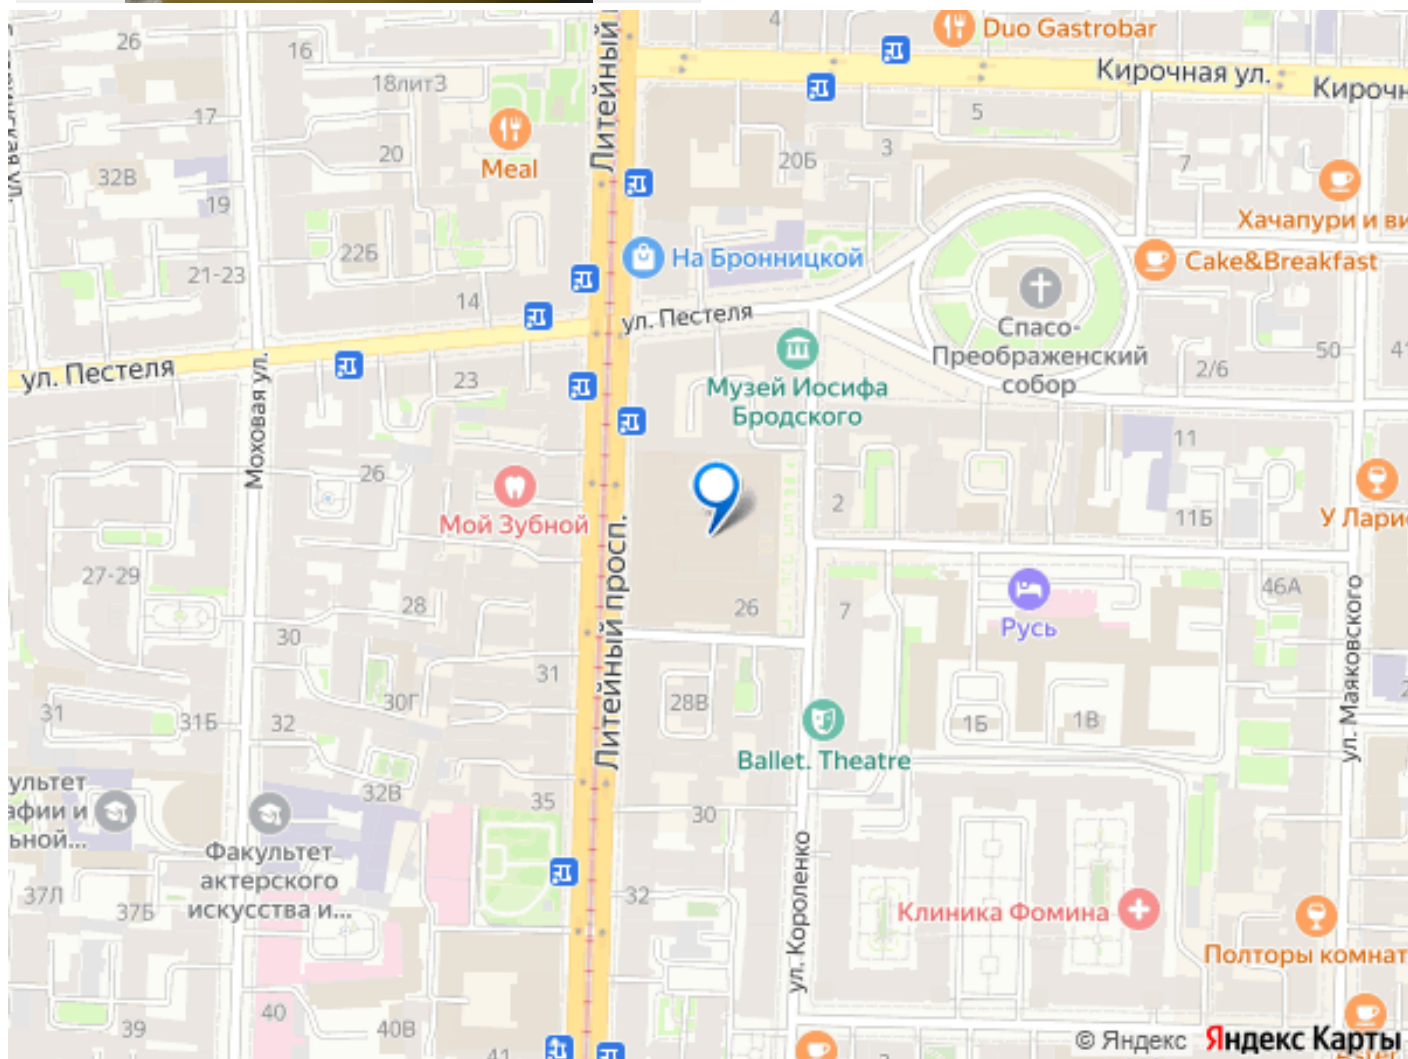 4
Duo Gastrobar
26
16
Литейный
Кирочная ул.
18лит3
5
17
20
Meal
20Б
3
7
32В
19
Хачапури и ви
22Б
На Бронницкой
Cake&Breakfast
21-23
14
ул. Пестеля
Спасо-
Преображенский
собор
50
ул. Пестеля
23
2/6
Музей Иосифа
Бродского
Моховая ул.
11
26
2
Мой Зубной
11Б
27-29
28
26
7
Русь
46А
30
Литейный просп.
31
30Г
28В
1Б
1В
ул. Маяковского
31
31Б
32
Ballet. Theatre
32В
35
30
Факультет
актерского
искусства и...
ул. Короленко
37Л
37Б
32
Клиника Фомина
Полторы комнат
39
40
40В
41
© Яндекс Яндекс Карты